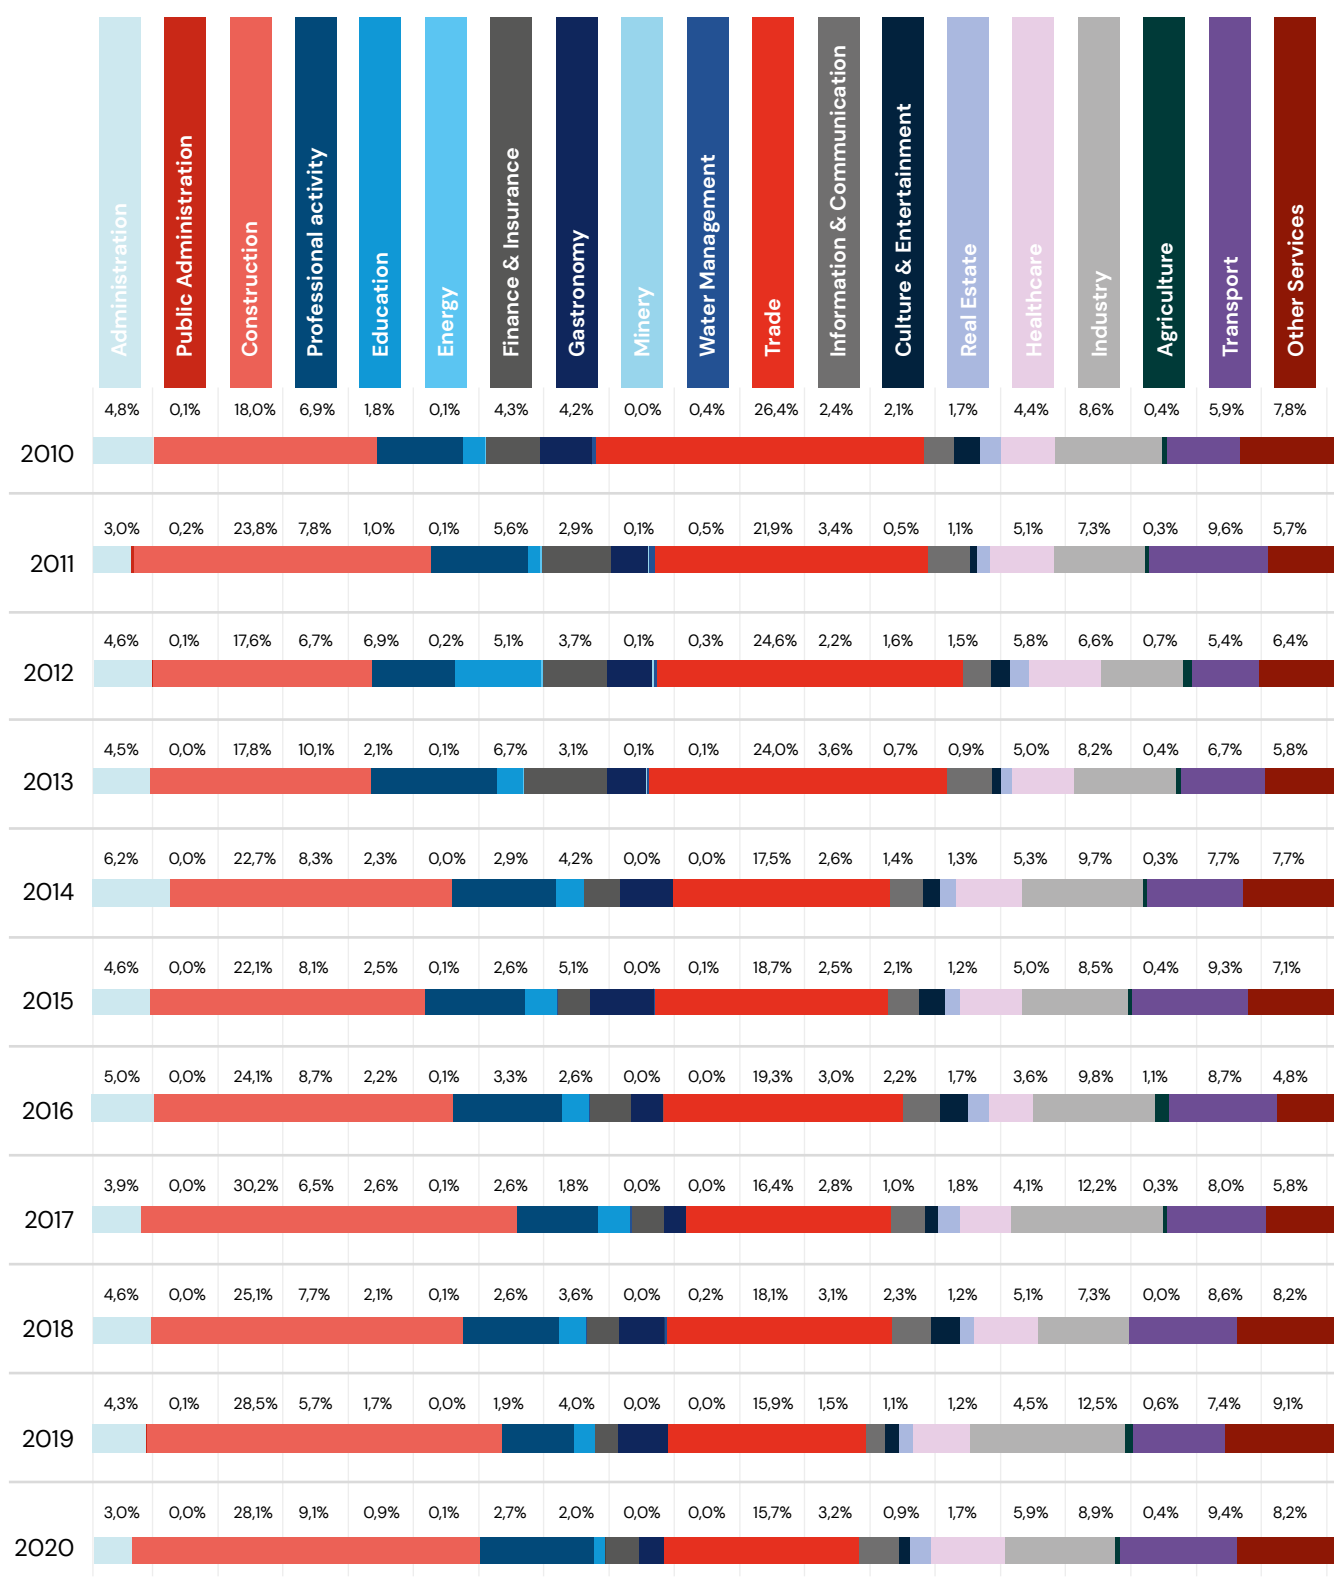 Administration
Public Administration
Construction
Professional activity
Education
Energy
Finance & Insurance
Gastronomy
Minery
Water Management
Trade
Information & Communication
Culture & Entertainment
Real Estate
Healthcare
Industry
Agriculture
Transport
Other Services
4,8% 0,1% 18,0% 6,9% 1,8% 0,1% 4,3% 4,2% 0,0% 0,4% 26,4% 2,4% 2,1% 1,7% 4,4% 8,6% 0,4% 5,9% 7,8%
2010
3,0% 0,2% 23,8% 7,8% 1,0% 0,1% 5,6% 2,9% 0,1% 0,5% 21,9% 3,4% 0,5% 1,1% 5,1% 7,3% 0,3% 9,6% 5,7%
2011
4,6% 0,1% 17,6% 6,7% 6,9% 0,2% 5,1% 3,7% 0,1% 0,3% 24,6% 2,2% 1,6% 1,5% 5,8% 6,6% 0,7% 5,4% 6,4%
2012
4,5% 0,0% 17,8% 10,1% 2,1% 0,1% 6,7% 3,1% 0,1% 0,1% 24,0% 3,6% 0,7% 0,9% 5,0% 8,2% 0,4% 6,7% 5,8%
2013
6,2% 0,0% 22,7% 8,3% 2,3% 0,0% 2,9% 4,2% 0,0% 0,0% 17,5% 2,6% 1,4% 1,3% 5,3% 9,7% 0,3% 7,7% 7,7%
2014
4,6% 0,0% 22,1% 8,1% 2,5% 0,1% 2,6% 5,1% 0,0% 0,1% 18,7% 2,5% 2,1% 1,2% 5,0% 8,5% 0,4% 9,3% 7,1%
2015
5,0% 0,0% 24,1% 8,7% 2,2% 0,1% 3,3% 2,6% 0,0% 0,0% 19,3% 3,0% 2,2% 1,7% 3,6% 9,8% 1,1% 8,7% 4,8%
2016
3,9% 0,0% 30,2% 6,5% 2,6% 0,1% 2,6% 1,8% 0,0% 0,0% 16,4% 2,8% 1,0% 1,8% 4,1% 12,2% 0,3% 8,0% 5,8%
2017
4,6% 0,0% 25,1% 7,7% 2,1% 0,1% 2,6% 3,6% 0,0% 0,2% 18,1% 3,1% 2,3% 1,2% 5,1% 7,3% 0,0% 8,6% 8,2%
2018
4,3% 0,1% 28,5% 5,7% 1,7% 0,0% 1,9% 4,0% 0,0% 0,0% 15,9% 1,5% 1,1% 1,2% 4,5% 12,5% 0,6% 7,4% 9,1%
2019
3,0% 0,0% 28,1% 9,1% 0,9% 0,1% 2,7% 2,0% 0,0% 0,0% 15,7% 3,2% 0,9% 1,7% 5,9% 8,9% 0,4% 9,4% 8,2%
2020